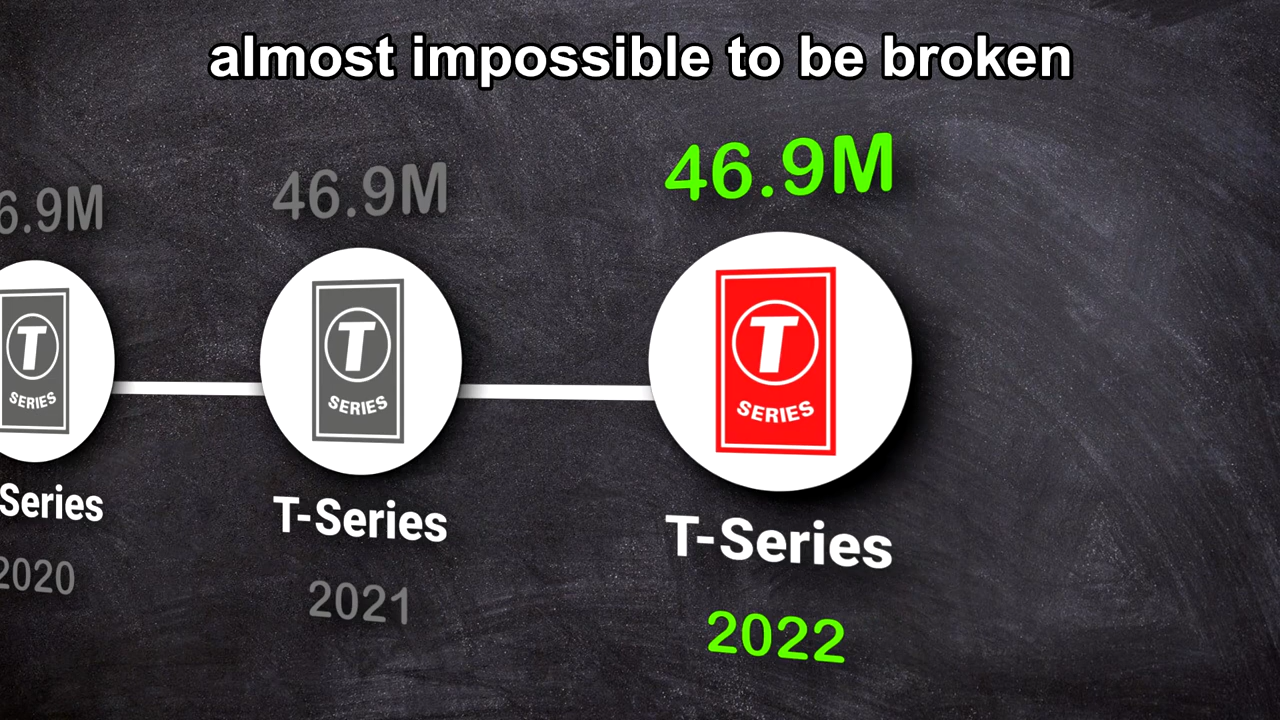 almost impossible to be broken
6.9M
46.9M
46.9M
T
SERIES
T
SERIES
T
SERIES
Series
T-Series
T-Series
2020
2021
2022